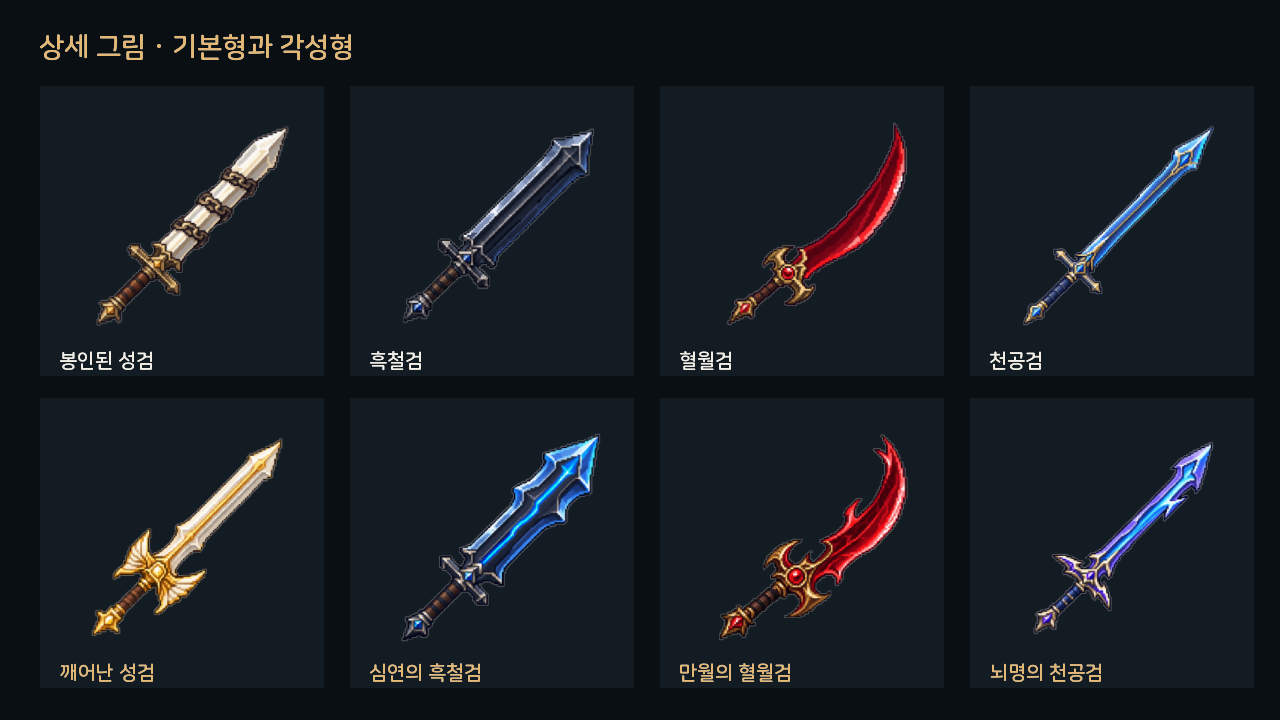 상세 그림 · 기본형과 각성형
봉인된 성검
흑철검
혈월검
천공검
깨어난 성검
심연의 흑철검
만월의 혈월검
뇌명의 천공검